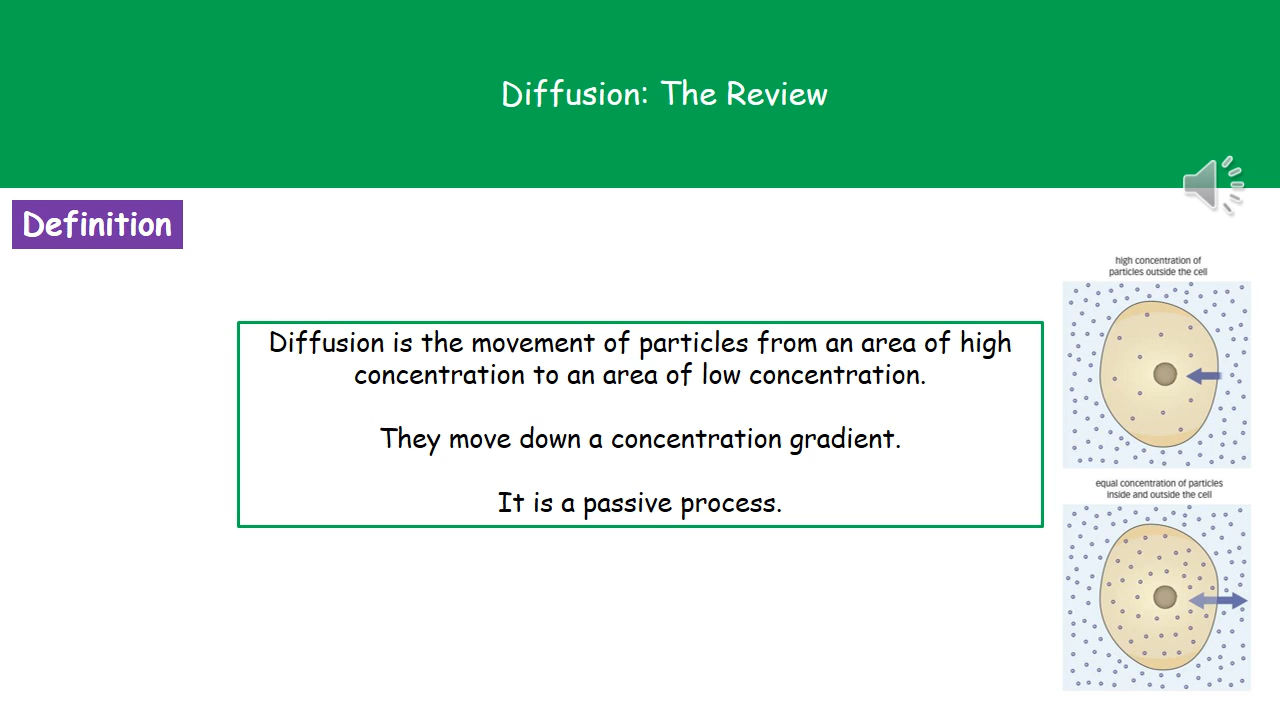 Diffusion: The Review
Definition
Diffusion is the movement of particles from an area of high
concentration to an area of low concentration.
They move down a concentration gradient.
It is a passive process.
high concentration of
particles outside the cell
equal concentration of particles
inside and outside the cell